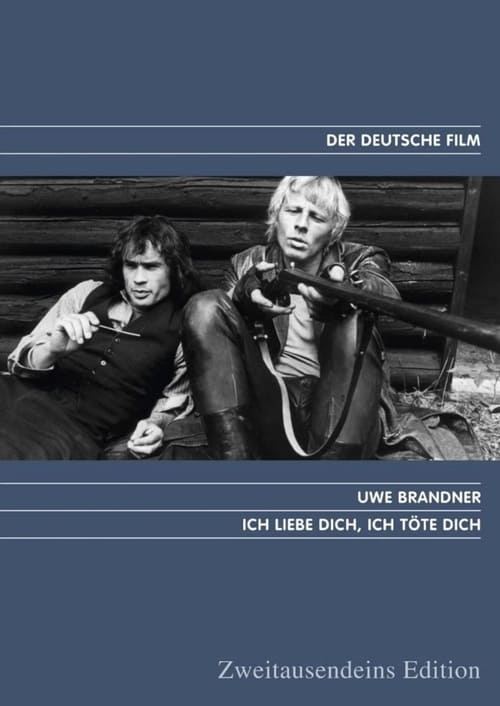 DER DEUTSCHE FILM
UWE BRANDNER
ICH LIEBE DICH, ICH TÖTE DICH
Zweitausendeins Edition